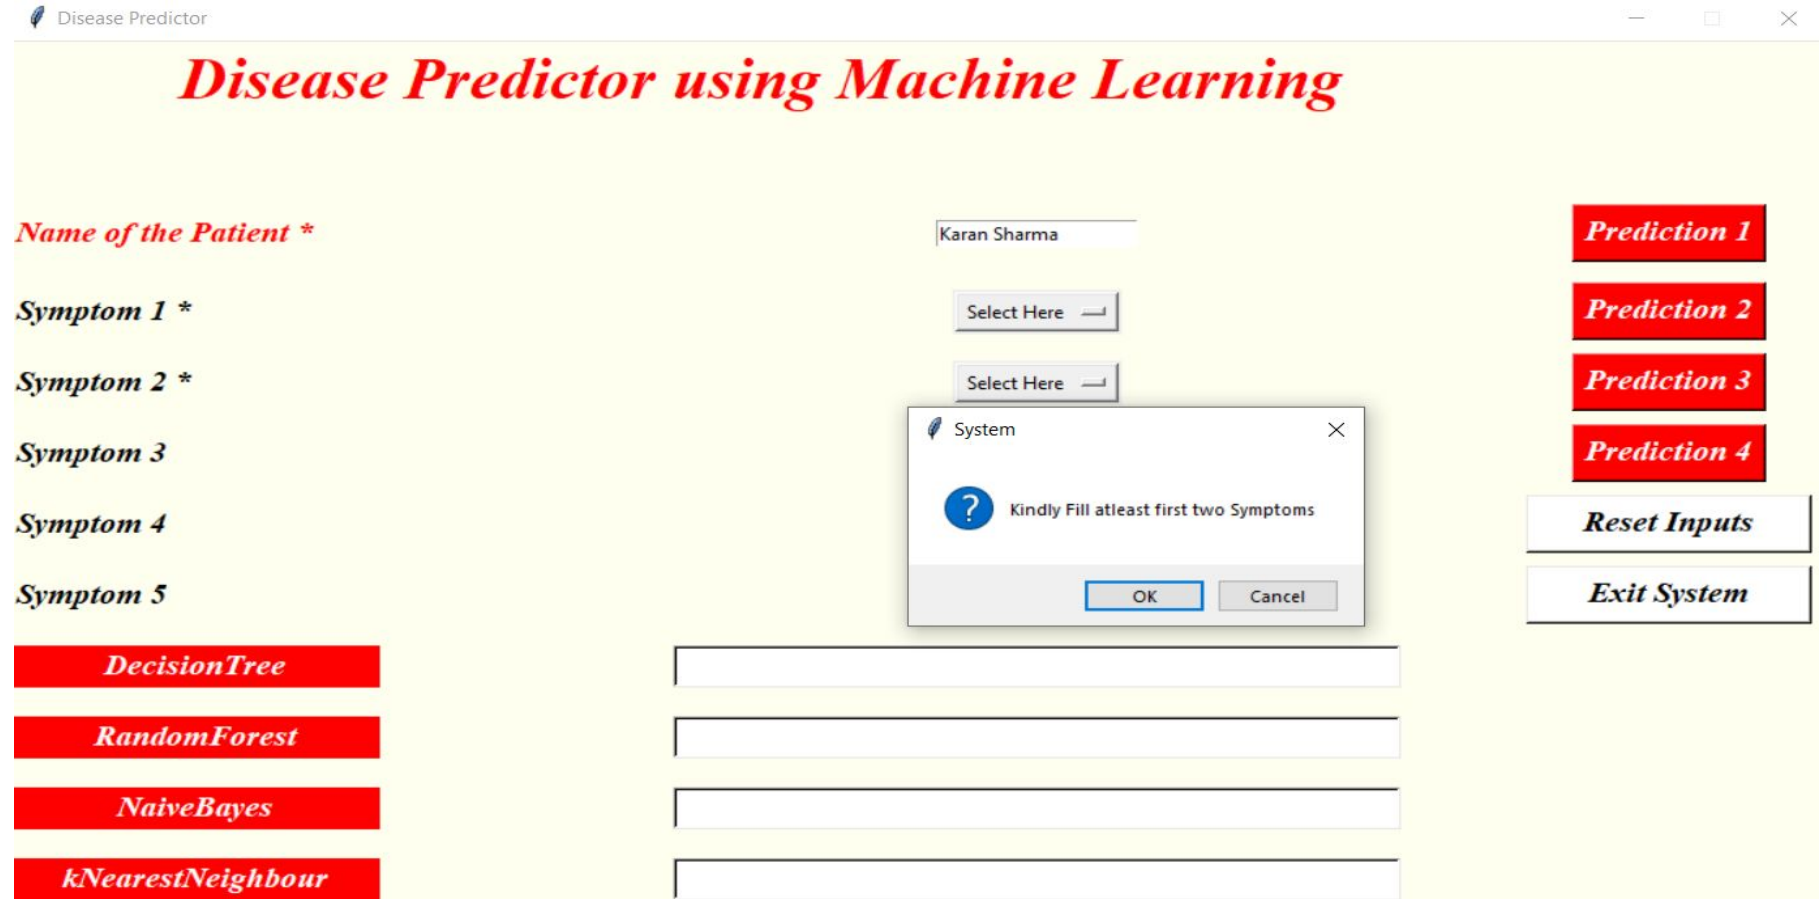 Disease Predictor
Disease Predictor using Machine Learning
Name of the Patient *
Karan Sharma
Prediction 1
Symptom 1 *
Select Here
Prediction 2
Symptom 2 *
Select Here
Prediction 3
System
Symptom 3
Prediction 4
Kindly Fill atleast first two Symptoms
Symptom 4
Reset Inputs
Symptom 5
OK
Cancel
Exit System
DecisionTree
RandomForest
NaiveBayes
kNearestNeighbour